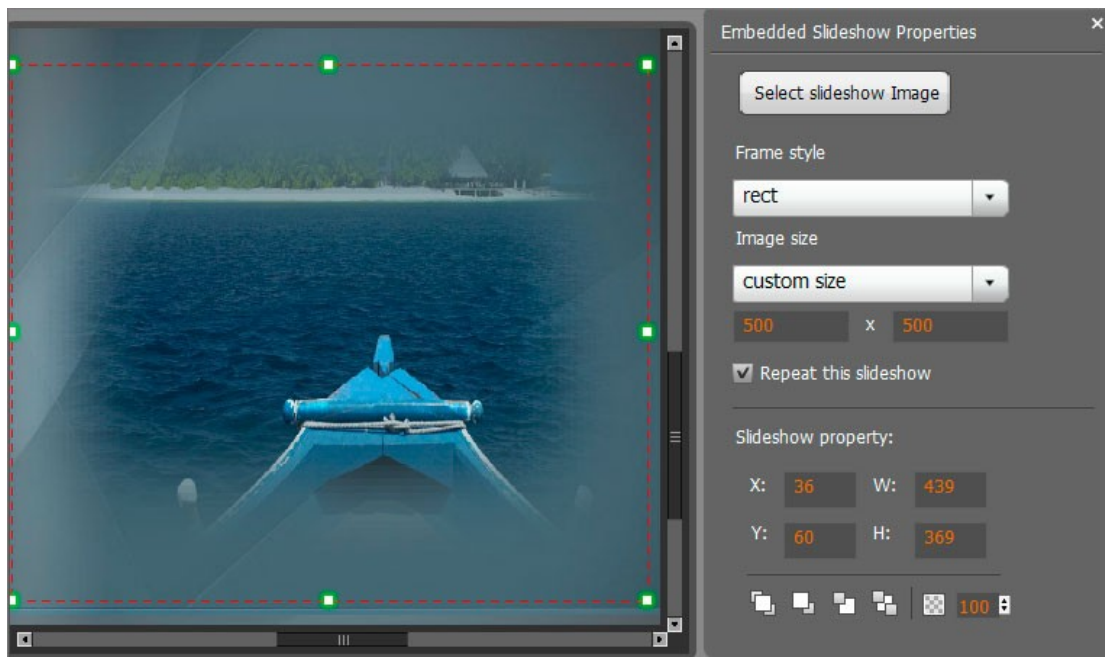 Embedded Slideshow Properties
Select slideshow Image
Frame style
rect
Image size
custom size
500 x 500
Repeat this slideshow
Slideshow property:
X: 36 W: 439
Y: 60 H: 369
100